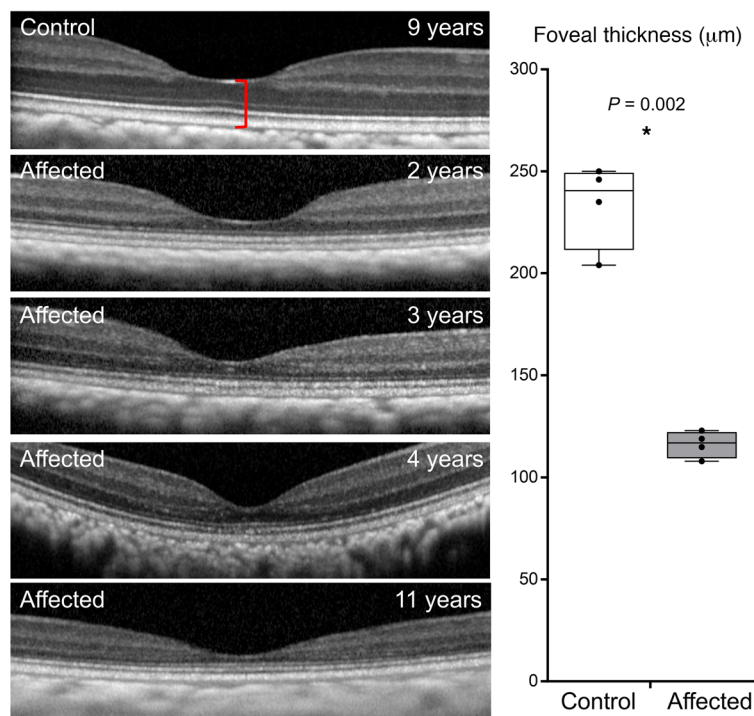 Control 9 years
Affected 2 years
Affected 3 years
Affected 4 years
Affected 11 years
Foveal thickness (μm)
300
P = 0.002
*
250
200
150
100
50
0
Control Affected